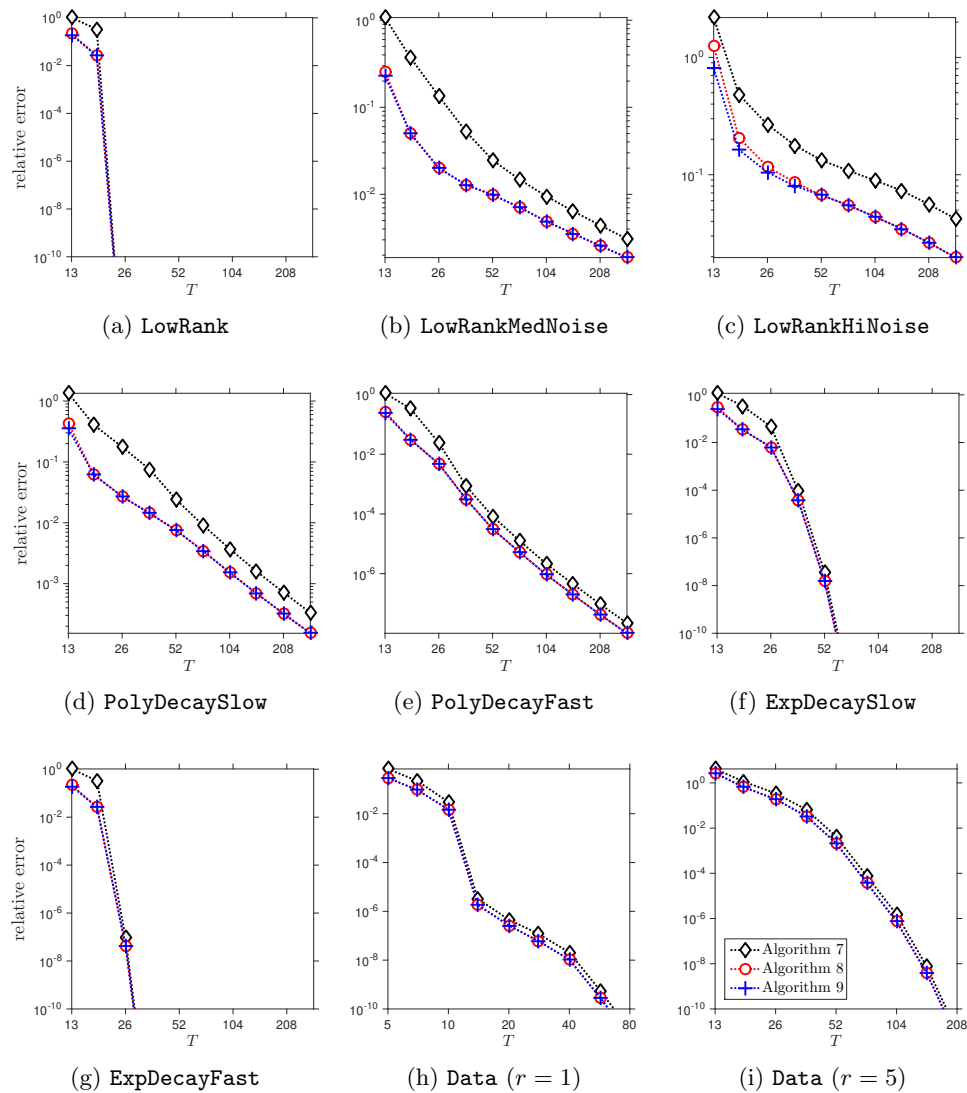 10^0
10^-2
10^-4
10^-6
10^-8
10^-10
relative error
13 26 52 104 208
T
(a) LowRank
10^0
10^-1
10^-2
13 26 52 104 208
T
(b) LowRankMedNoise
10^0
10^-1
13 26 52 104 208
T
(c) LowRankHiNoise
10^0
10^-1
10^-2
10^-3
relative error
13 26 52 104 208
T
(d) PolyDecaySlow
10^0
10^-2
10^-4
10^-6
13 26 52 104 208
T
(e) PolyDecayFast
10^0
10^-2
10^-4
10^-6
10^-8
10^-10
13 26 52 104 208
T
(f) ExpDecaySlow
10^0
10^-2
10^-4
10^-6
10^-8
10^-10
relative error
13 26 52 104 208
T
(g) ExpDecayFast
10^0
10^-2
10^-4
10^-6
10^-8
10^-10
5 10 20 40 80
T
(h) Data (r = 1)
10^0
10^-2
10^-4
10^-6
10^-8
10^-10
Algorithm 7
Algorithm 8
Algorithm 9
13 26 52 104 208
T
(i) Data (r = 5)